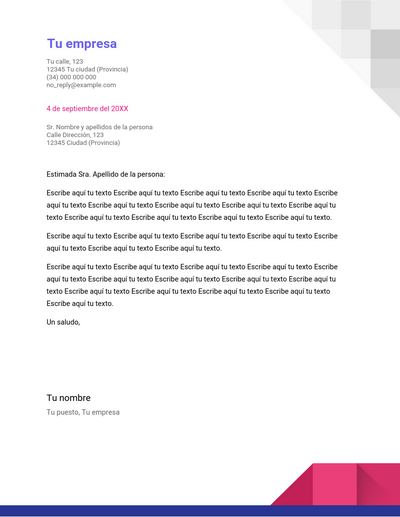 Tu empresa
Tu calle, 123
12345 Tu ciudad (Provincia)
(34) 000 000 000
no_reply@example.com
4 de septiembre del 20XX
Sr. Nombre y apellidos de la persona
Calle Dirección, 123
12345 Ciudad (Provincia)
Estimada Sra. Apellido de la persona:
Escribe aquí tu texto Escribe aquí tu texto Escribe aquí tu texto Escribe aquí tu texto Escribe
aquí tu texto Escribe aquí tu texto Escribe aquí tu texto Escribe aquí tu texto Escribe aquí tu
texto Escribe aquí tu texto Escribe aquí tu texto Escribe aquí tu texto Escribe aquí tu texto.
Escribe aquí tu texto Escribe aquí tu texto Escribe aquí tu texto Escribe aquí tu texto Escribe
aquí tu texto Escribe aquí tu texto Escribe aquí tu texto.
Escribe aquí tu texto Escribe aquí tu texto Escribe aquí tu texto Escribe aquí tu texto Escribe
aquí tu texto Escribe aquí tu texto Escribe aquí tu texto Escribe aquí tu texto Escribe aquí tu
texto Escribe aquí tu texto Escribe aquí tu texto Escribe aquí tu texto Escribe aquí tu texto
Escribe aquí tu texto.
Un saludo,
Tu nombre
Tu puesto, Tu empresa